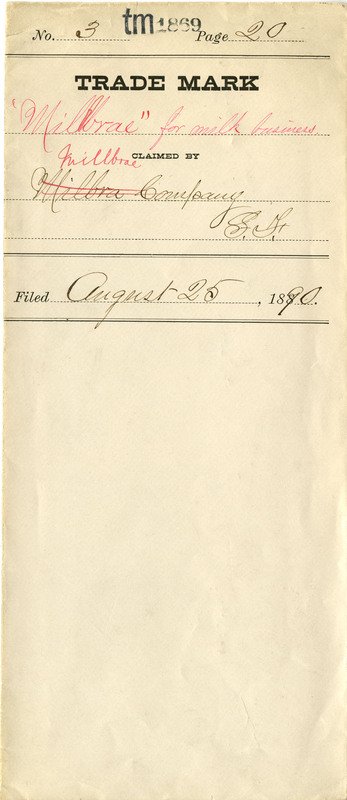 No. 3 tm 1869 Page 20
TRADE MARK
"Millbrae" for milk business
Millbrae CLAIMED BY
Milbra Company
S. F.
Filed August 25, 1890.